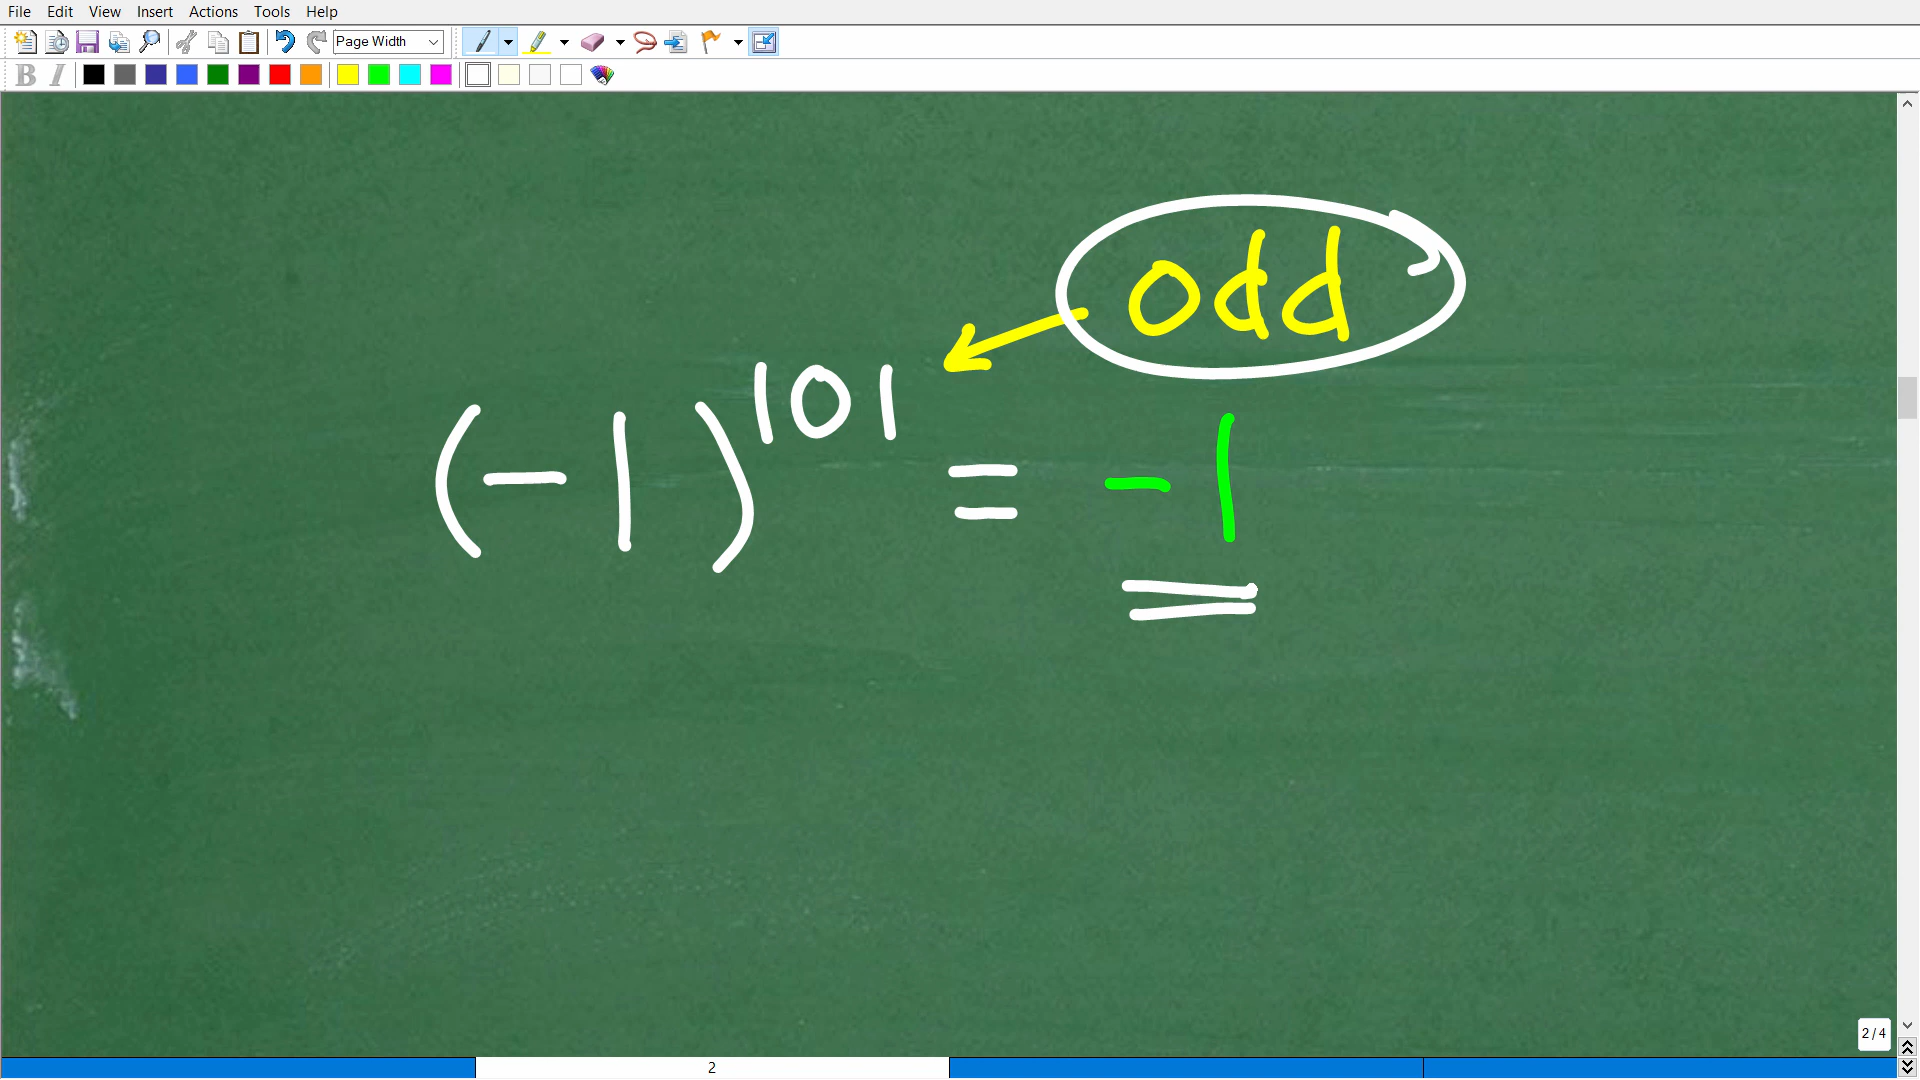 File Edit View Insert Actions Tools Help
Page Width
B I
odd
(-1)¹⁰¹ = -1
2 / 4
2